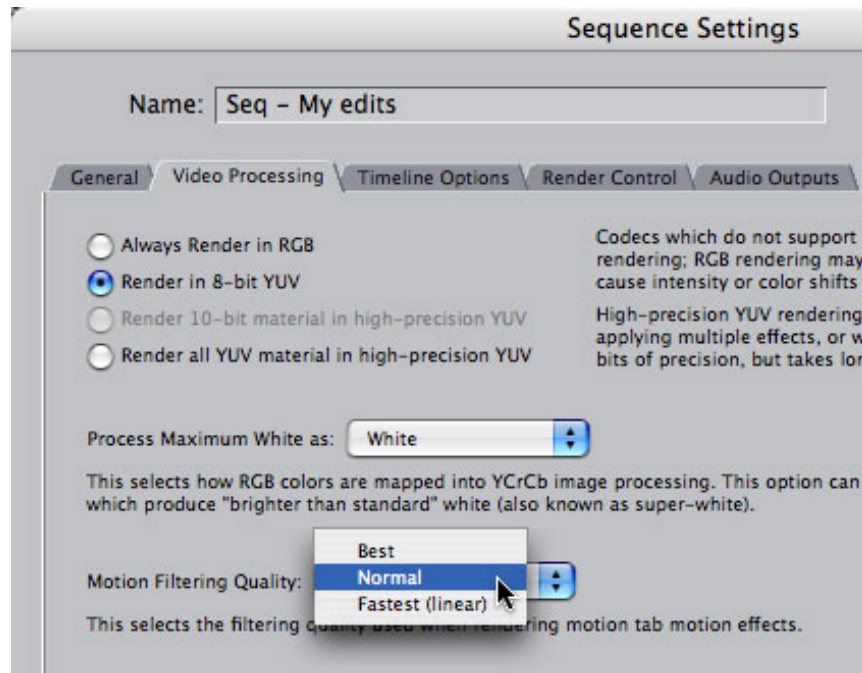 Sequence Settings
Name: Seq – My edits
General Video Processing Timeline Options Render Control Audio Outputs
Always Render in RGB
Render in 8-bit YUV
Render 10-bit material in high-precision YUV
Render all YUV material in high-precision YUV
Codecs which do not support
rendering; RGB rendering may
cause intensity or color shifts
High-precision YUV rendering
applying multiple effects, or w
bits of precision, but takes lon
Process Maximum White as: White
This selects how RGB colors are mapped into YCrCb image processing. This option can
which produce "brighter than standard" white (also known as super-white).
Best
Motion Filtering Quality: Normal
Fastest (linear)
This selects the filtering quality used when rendering motion tab motion effects.